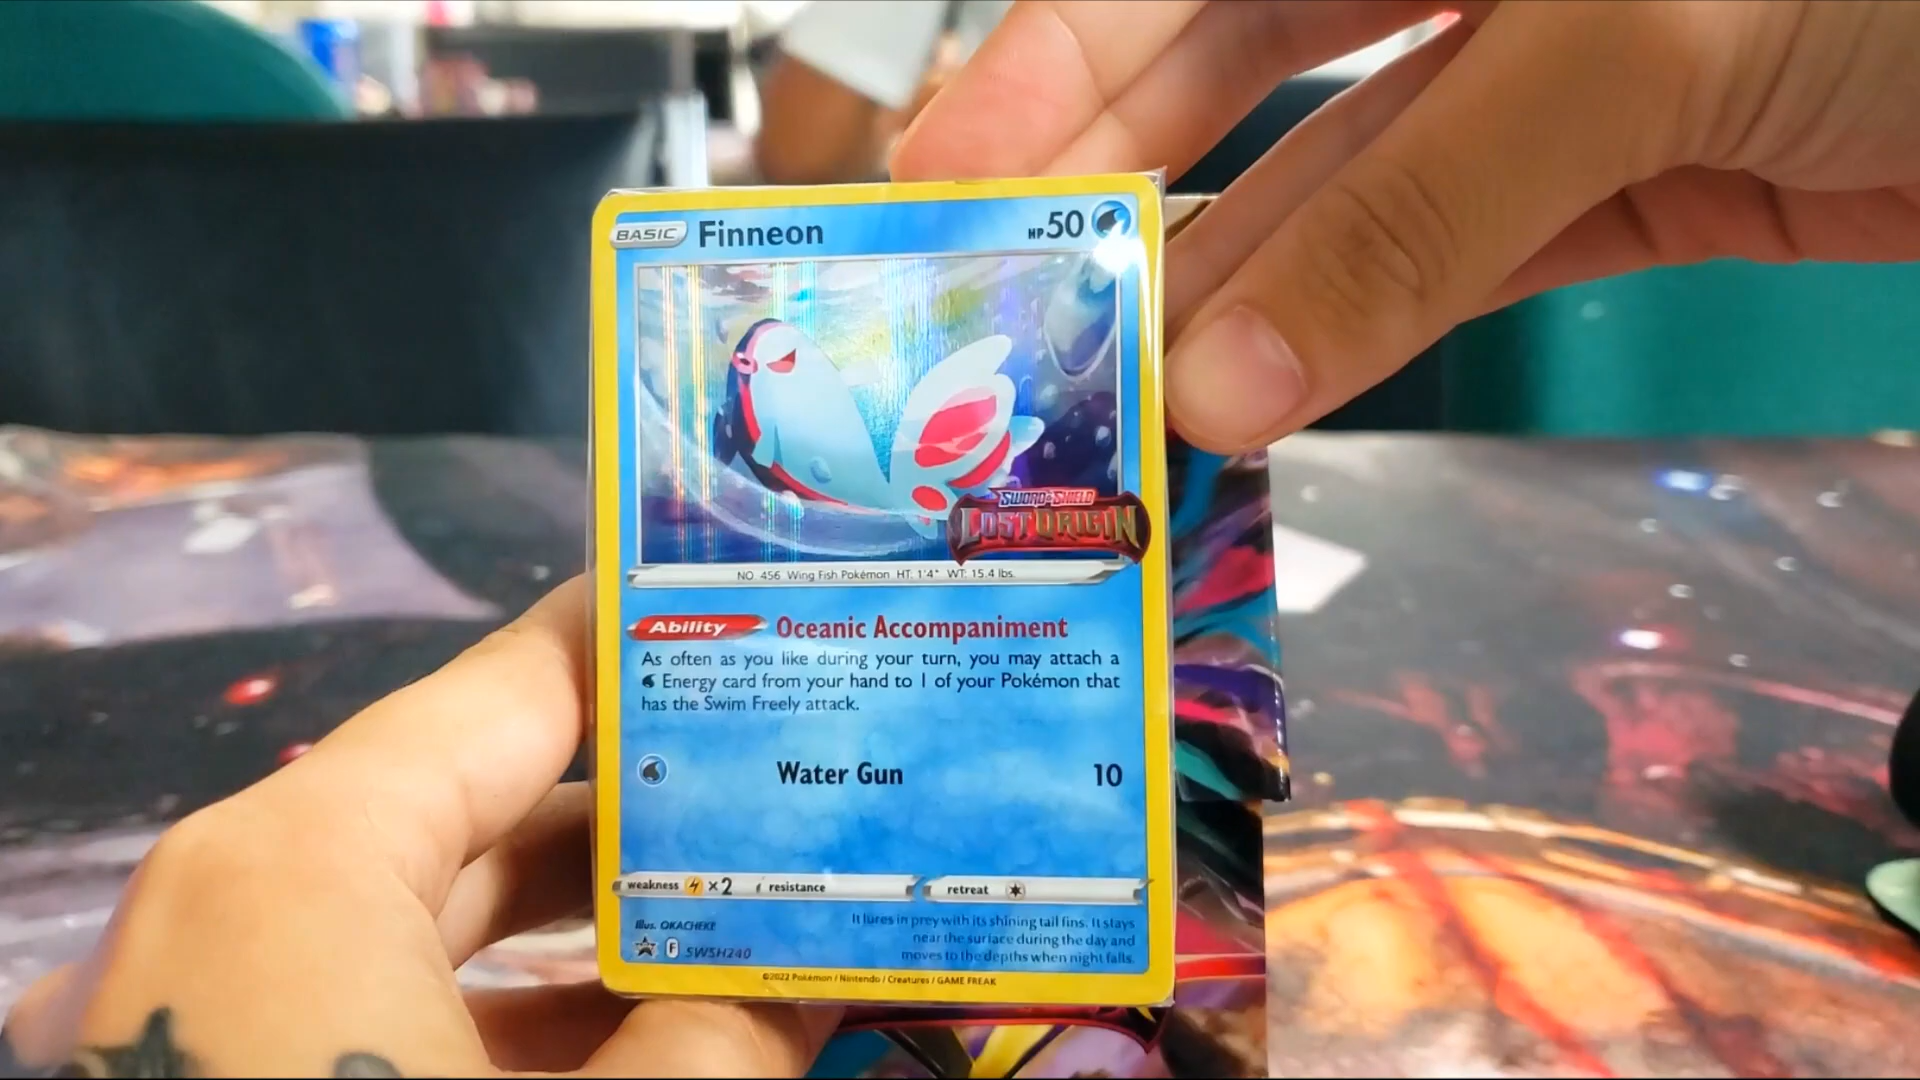 BASIC Finneon HP 50
SWORD & SHIELD
LOST ORIGIN
NO. 456 Wing Fish Pokémon HT: 1'4" WT: 15.4 lbs.
Ability Oceanic Accompaniment
As often as you like during your turn, you may attach a
Energy card from your hand to 1 of your Pokémon that
has the Swim Freely attack.
Water Gun 10
weakness ×2 resistance retreat
Illus. OKACHEKE
F SWSH240
It lures in prey with its shining tail fins. It stays
near the surface during the day and
moves to the depths when night falls.
©2022 Pokémon / Nintendo / Creatures / GAME FREAK